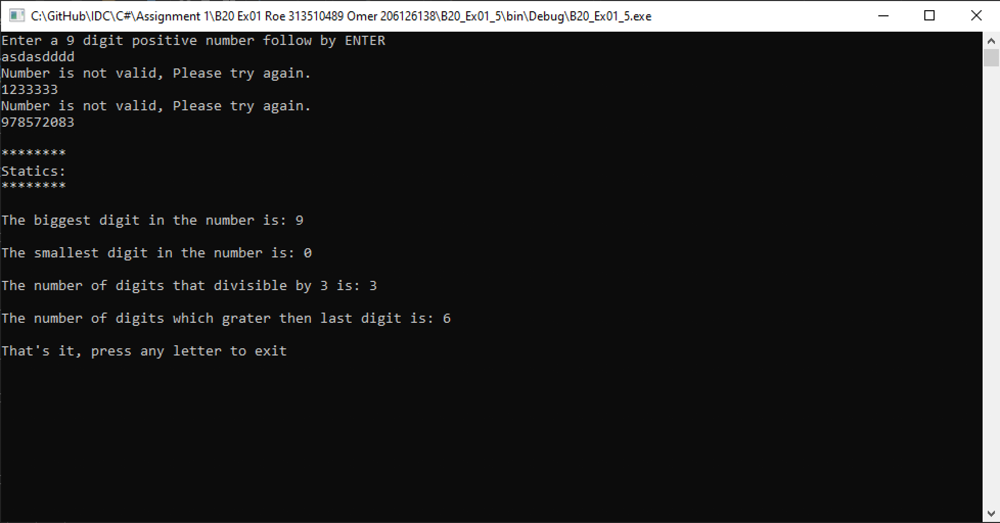 C:\GitHub\IDC\C#\Assignment 1\B20 Ex01 Roe 313510489 Omer 206126138\B20_Ex01_5\bin\Debug\B20_Ex01_5.exe
Enter a 9 digit positive number follow by ENTER
asdasdddd
Number is not valid, Please try again.
1233333
Number is not valid, Please try again.
978572083
********
Statics:
********
The biggest digit in the number is: 9
The smallest digit in the number is: 0
The number of digits that divisible by 3 is: 3
The number of digits which grater then last digit is: 6
That's it, press any letter to exit